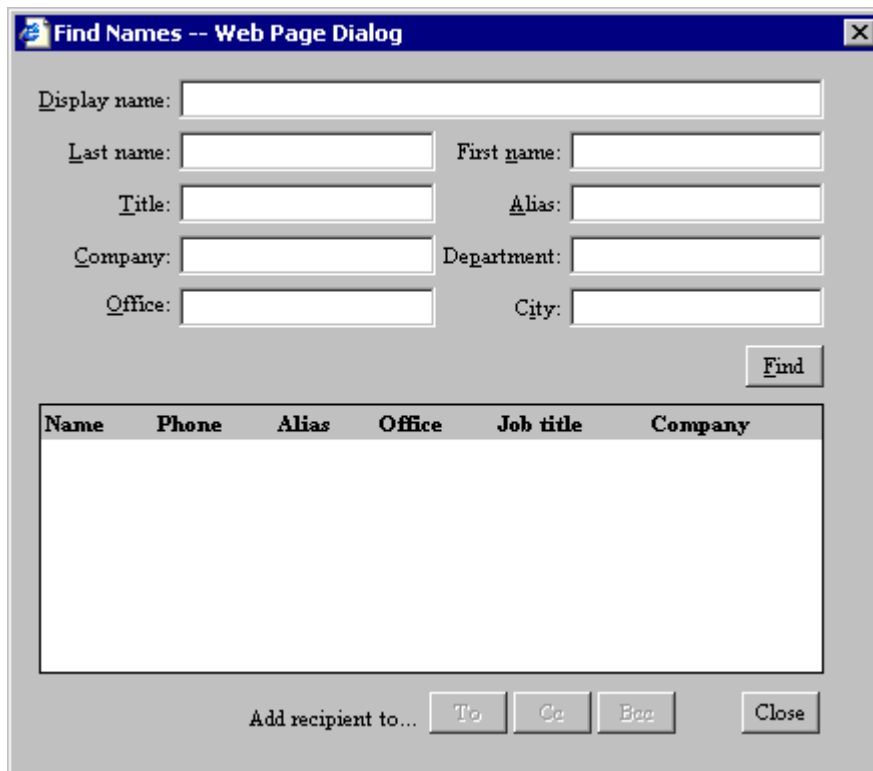 Find Names -- Web Page Dialog
Display name:
Last name: First name:
Title: Alias:
Company: Department:
Office: City:
Find
Name Phone Alias Office Job title Company
Add recipient to... To Cc Bcc Close